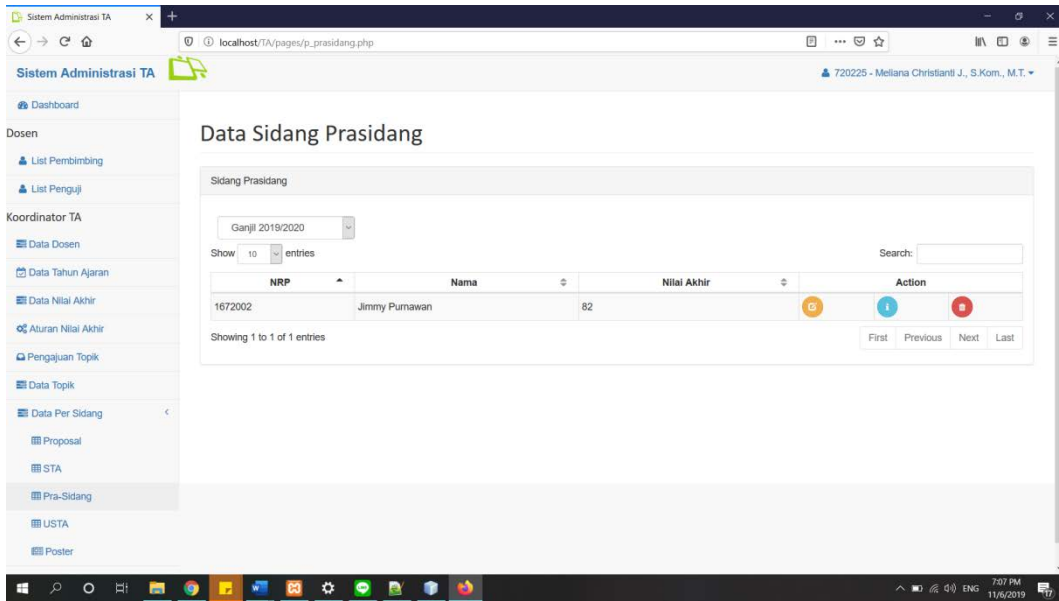 Sistem Administrasi TA
localhost/TA/pages/p_prasidang.php
Sistem Administrasi TA
720225 - Meliana Christianti J., S.Kom., M.T.
Dashboard
Dosen
List Pembimbing
List Penguji
Koordinator TA
Data Dosen
Data Tahun Ajaran
Data Nilai Akhir
Aturan Nilai Akhir
Pengajuan Topik
Data Topik
Data Per Sidang
Proposal
STA
Pra-Sidang
USTA
Poster
Data Sidang Prasidang
Sidang Prasidang
Ganjil 2019/2020
Show 10 entries
Search:
NRP Nama Nilai Akhir Action
1672002 Jimmy Purnawan 82
Showing 1 to 1 of 1 entries
First Previous Next Last
ENG 7:07 PM
11/6/2019
17